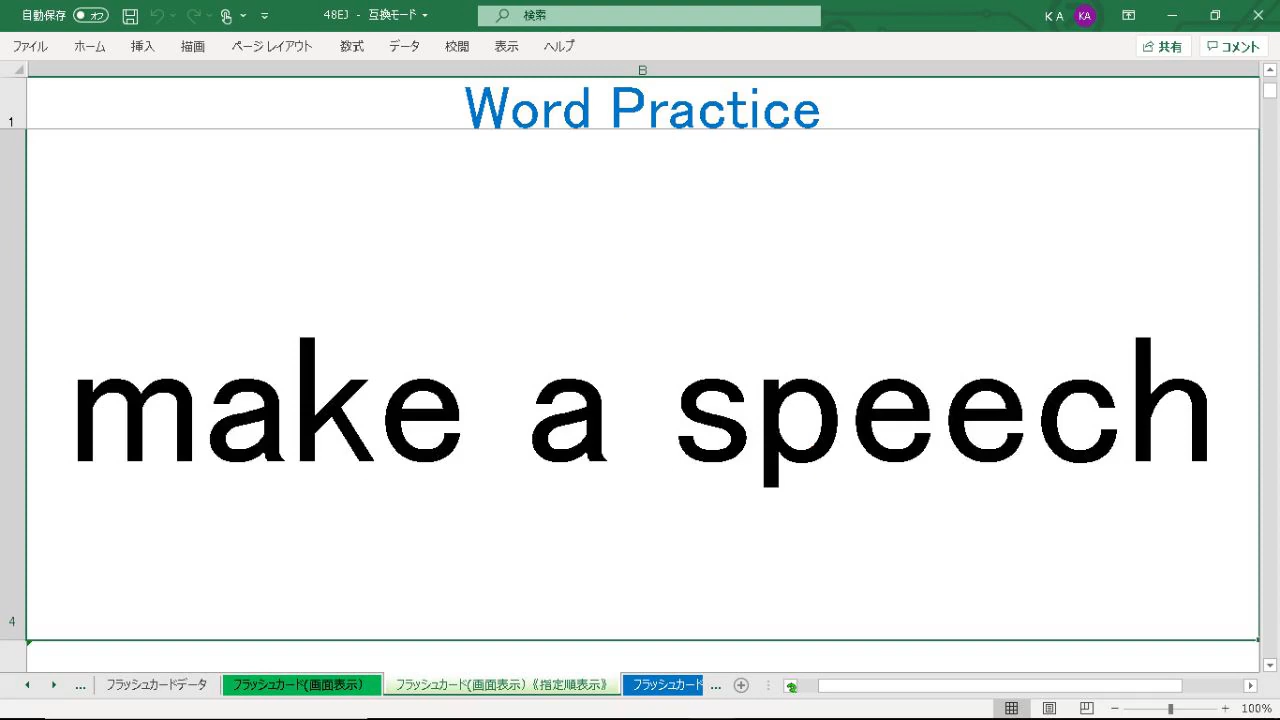 自動保存 オフ 48EJ - 互換モード 検索 K A KA
ファイル ホーム 挿入 描画 ページ レイアウト 数式 データ 校閲 表示 ヘルプ 共有 コメント
B
1 Word Practice
make a speech
4
... フラッシュカードデータ フラッシュカード(画面表示) フラッシュカード(画面表示)《指定順表示》 フラッシュカード ...
100%